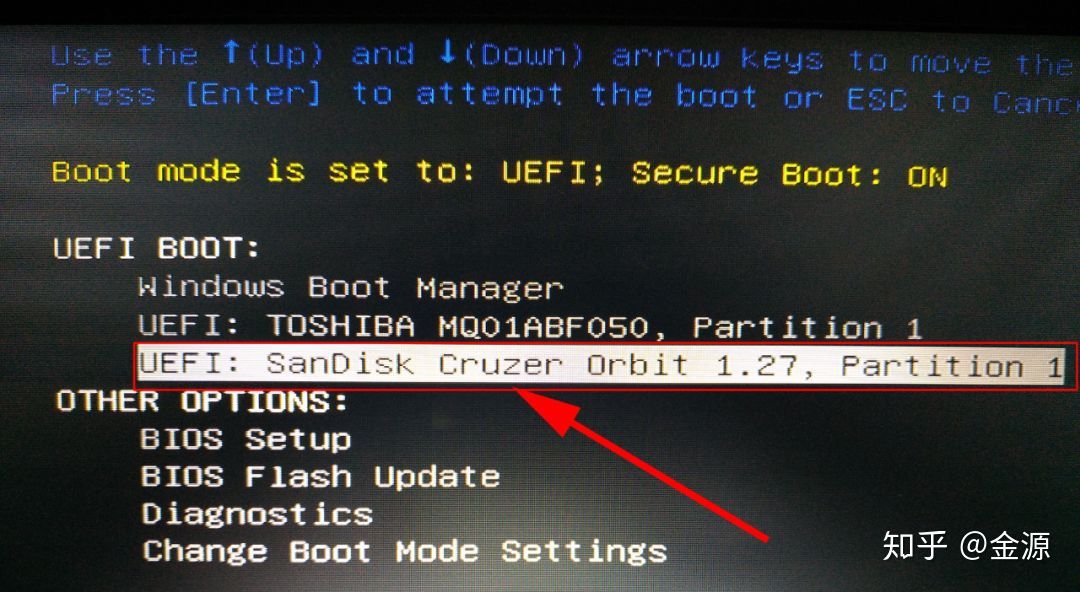 Use the ↑(Up) and ↓(Down) arrow keys to move the
Press [Enter] to attempt the boot or ESC to Canc
Boot mode is set to: UEFI; Secure Boot: ON
UEFI BOOT:
Windows Boot Manager
UEFI: TOSHIBA MQ01ABF050, Partition 1
UEFI: SanDisk Cruzer Orbit 1.27, Partition 1
OTHER OPTIONS:
BIOS Setup
BIOS Flash Update
Diagnostics
Change Boot Mode Settings
知乎 @金源